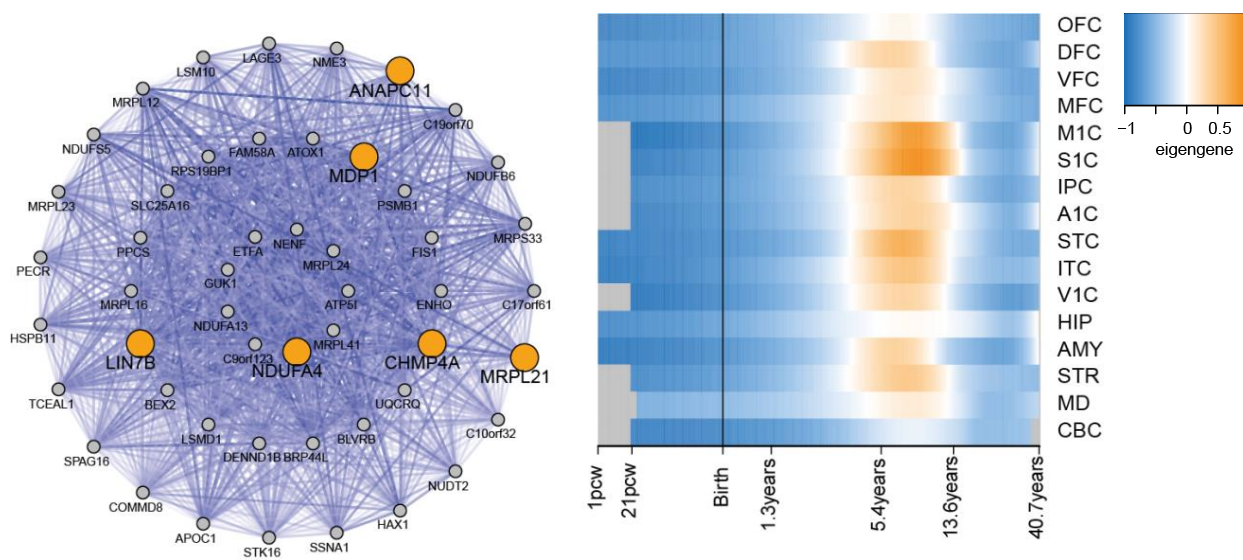 LAGE3
NME3
LSM10
ANAPC11
MRPL12
C19orf70
NDUFS5
FAM58A
ATOX1
RPS19BP1
MDP1
NDUFB6
MRPL23
SLC25A16
PSMB1
MRPS33
PPCS
ETFA
NENF
FIS1
MRPL24
PECR
GUK1
MRPL16
ATP5I
ENHO
C17orf61
NDUFA13
HSPB11
MRPL41
LIN7B
C9orf123
NDUFA4
CHMP4A
MRPL21
TCEAL1
BEX2
UQCRQ
C10orf32
LSMD1
BLVRB
SPAG16
DENND1B
BRP44L
NUDT2
COMMD8
HAX1
APOC1
SSNA1
STK16
OFC
DFC
VFC
MFC
M1C
S1C
IPC
A1C
STC
ITC
V1C
HIP
AMY
STR
MD
CBC
1pcw
21pcw
Birth
1.3years
5.4years
13.6years
40.7years
−1 0 0.5
eigengene